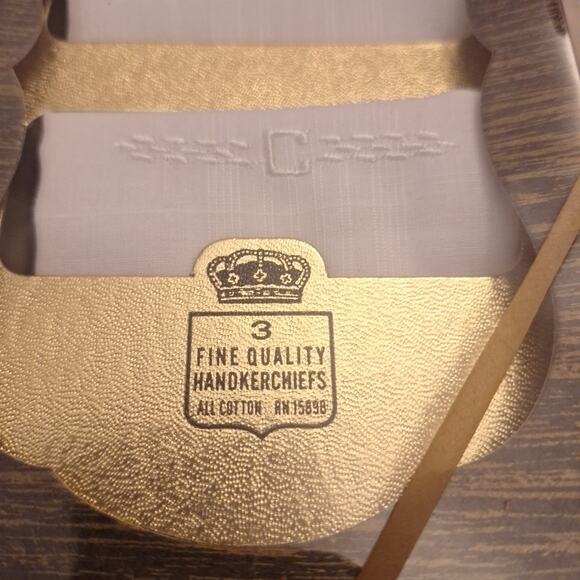 C
3
FINE QUALITY
HANDKERCHIEFS
ALL COTTON RN 15898